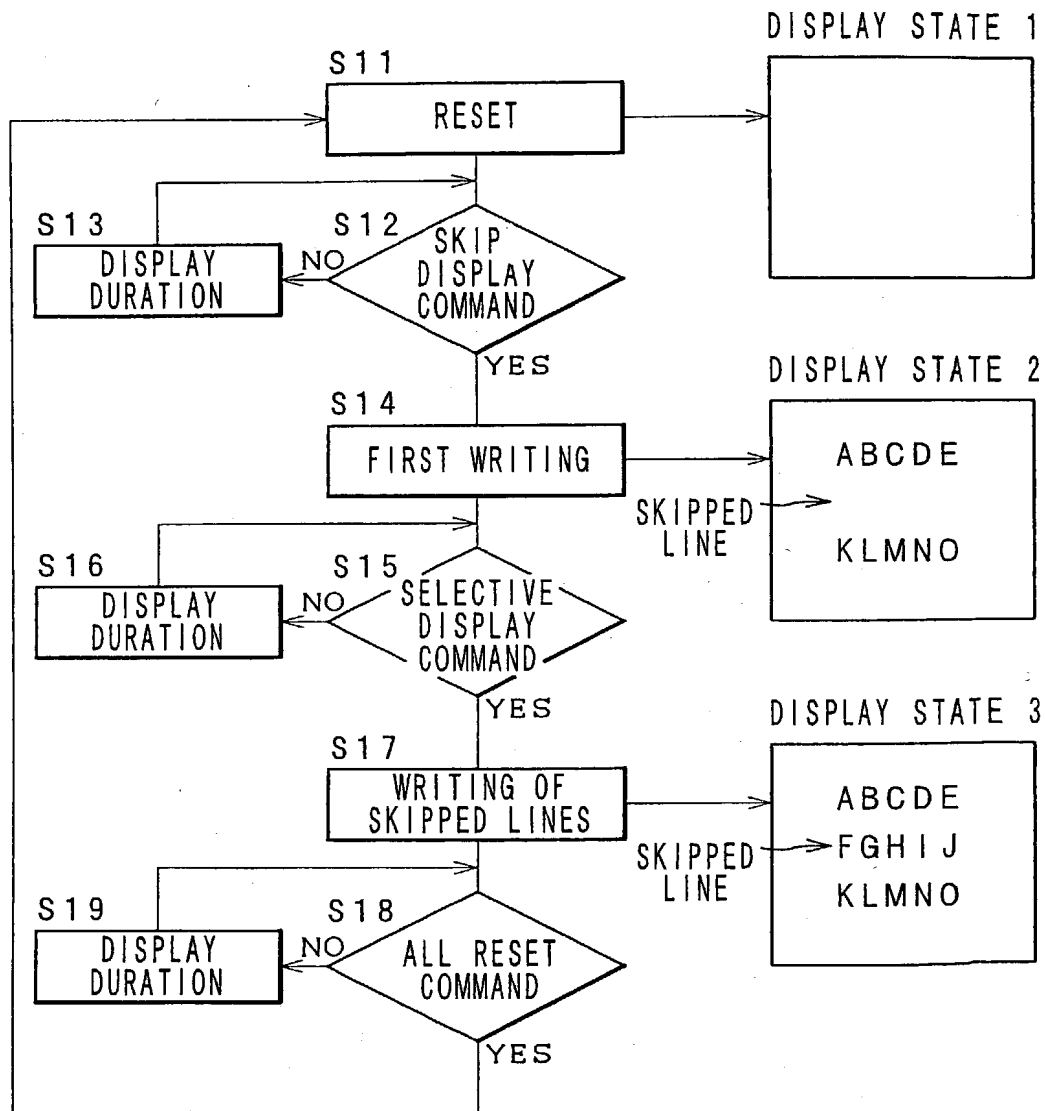 DISPLAY STATE 1
S11
RESET
S13
S12
DISPLAY
DURATION
NO
SKIP
DISPLAY
COMMAND
YES
DISPLAY STATE 2
S14
FIRST WRITING
ABCDE
SKIPPED
LINE
KLMNO
S16
S15
DISPLAY
DURATION
NO
SELECTIVE
DISPLAY
COMMAND
YES
DISPLAY STATE 3
S17
WRITING OF
SKIPPED LINES
ABCDE
FGHIJ
SKIPPED
LINE
KLMNO
S19
S18
DISPLAY
DURATION
NO
ALL RESET
COMMAND
YES